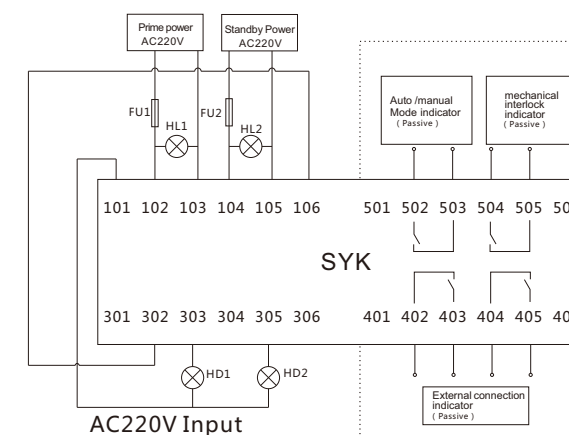 Prime power
AC220V
Standby Power
AC220V
FU1
HL1
FU2
HL2
Auto /manual
Mode indicator
( Passive )
mechanical
interlock
indicator
( Passive )
101 102 103 104 105 106 501 502 503 504 505
SYK
301 302 303 304 305 306 401 402 403 404 405
HD1
HD2
External connection
indicator
( Passive )
AC220V Input